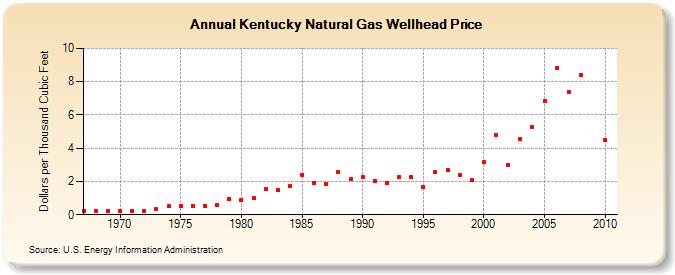 Annual Kentucky Natural Gas Wellhead Price
Dollars per Thousand Cubic Feet
10
8
6
4
2
0
1970 1975 1980 1985 1990 1995 2000 2005 2010
Source: U.S. Energy Information Administration